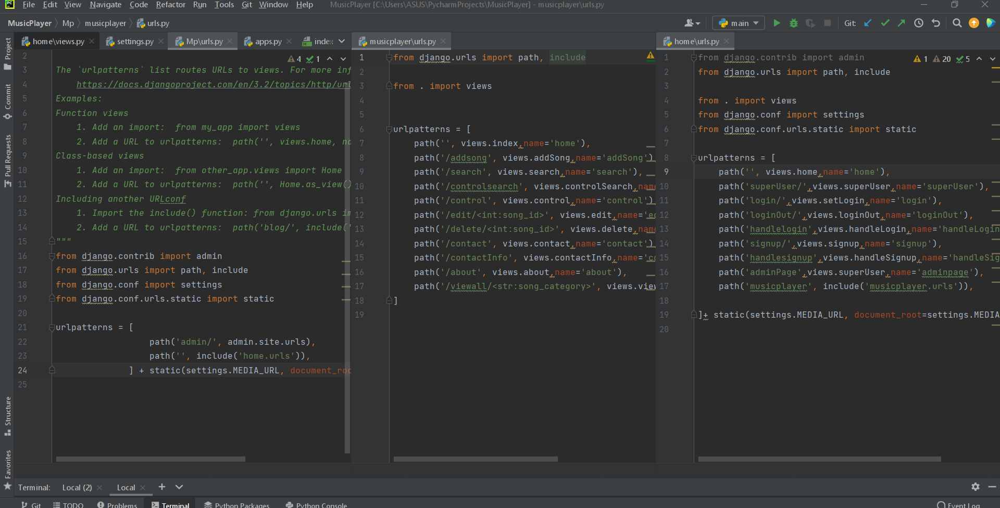 PC File Edit View Navigate Code Refactor Run Tools Git Window Help MusicPlayer [C:\Users\ASUS\PycharmProjects\MusicPlayer] - musicplayer\urls.py
MusicPlayer Mp musicplayer urls.py main Git:
home\views.py settings.py Mp\urls.py apps.py index musicplayer\urls.py home\urls.py
Project
Commit
Pull Requests
Structure
Favorites
4 1
2
3 The `urlpatterns` list routes URLs to views. For more inf
4 https://docs.djangoproject.com/en/3.2/topics/http/url
5 Examples:
6 Function views
7 1. Add an import:  from my_app import views
8 2. Add a URL to urlpatterns:  path('', views.home, na
9 Class-based views
10 1. Add an import:  from other_app.views import Home
11 2. Add a URL to urlpatterns:  path('', Home.as_view()
12 Including another URLconf
13 1. Import the include() function: from django.urls im
14 2. Add a URL to urlpatterns:  path('blog/', include('
15 """
16 from django.contrib import admin
17 from django.urls import path, include
18 from django.conf import settings
19 from django.conf.urls.static import static
20
21 urlpatterns = [
22 path('admin/', admin.site.urls),
23 path('', include('home.urls')),
24 ] + static(settings.MEDIA_URL, document_roo
25
1 from django.urls import path, include
2
3 from . import views
4
5
6 urlpatterns = [
7 path('', views.index,name='home'),
8 path('/addsong', views.addSong,name='addSong')
9 path('/search', views.search,name='search'),
10 path('/controlsearch', views.controlSearch,name
11 path('/control', views.control,name='control')
12 path('/edit/<int:song_id>', views.edit,name='ed
13 path('/delete/<int:song_id>', views.delete,name
14 path('/contact', views.contact,name='contact')
15 path('/contactInfo', views.contactInfo,name='co
16 path('/about', views.about,name='about'),
17 path('/viewall/<str:song_category>', views.view
18 ]
19
1 20 5
1 from django.contrib import admin
2 from django.urls import path, include
3
4 from . import views
5 from django.conf import settings
6 from django.conf.urls.static import static
7
8 urlpatterns = [
9 path('', views.home,name='home'),
10 path('superUser/',views.superUser,name='superUser'),
11 path('login/',views.setLogin,name='login'),
12 path('loginOut/',views.loginOut,name='loginOut'),
13 path('handlelogin',views.handleLogin,name='handleLogin
14 path('signup/',views.signup,name='signup'),
15 path('handlesignup',views.handleSignup,name='handleSig
16 path('adminPage',views.superUser,name='adminpage'),
17 path('musicplayer', include('musicplayer.urls')),
18
19 ]+ static(settings.MEDIA_URL, document_root=settings.MEDIA
20
Terminal: Local (2) Local
Git TODO Problems Terminal Python Packages Python Console Event Log